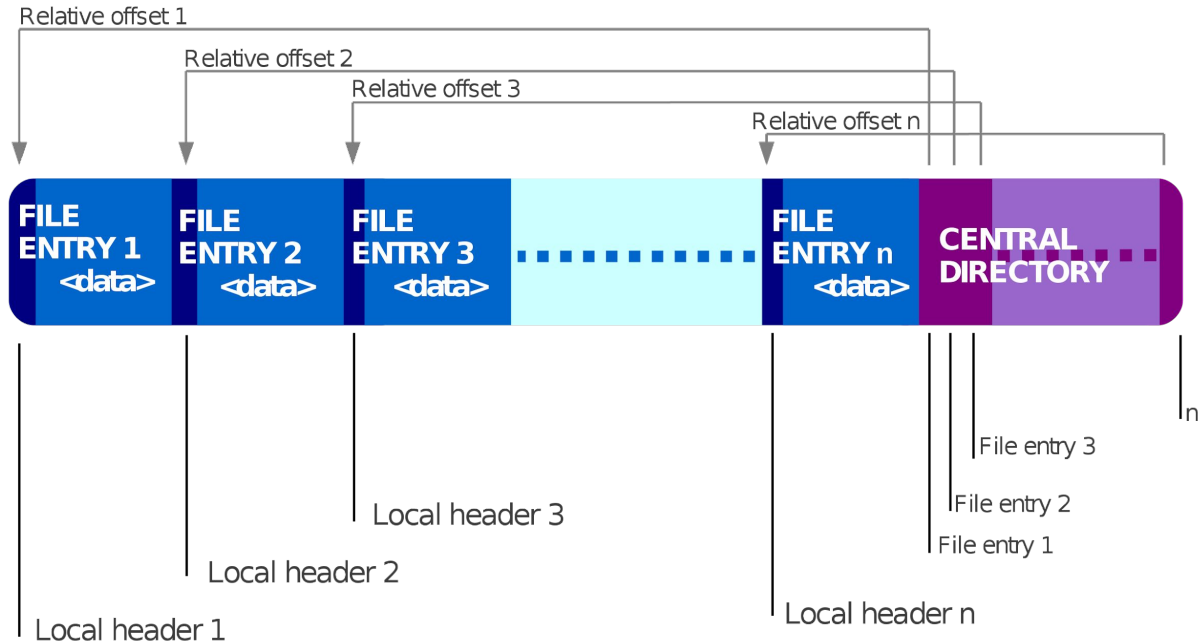 Relative offset 1
Relative offset 2
Relative offset 3
Relative offset n
FILE
ENTRY 1
<data>
FILE
ENTRY 2
<data>
FILE
ENTRY 3
<data>
FILE
ENTRY n
<data>
CENTRAL
DIRECTORY
n
File entry 3
File entry 2
File entry 1
Local header 3
Local header 2
Local header n
Local header 1